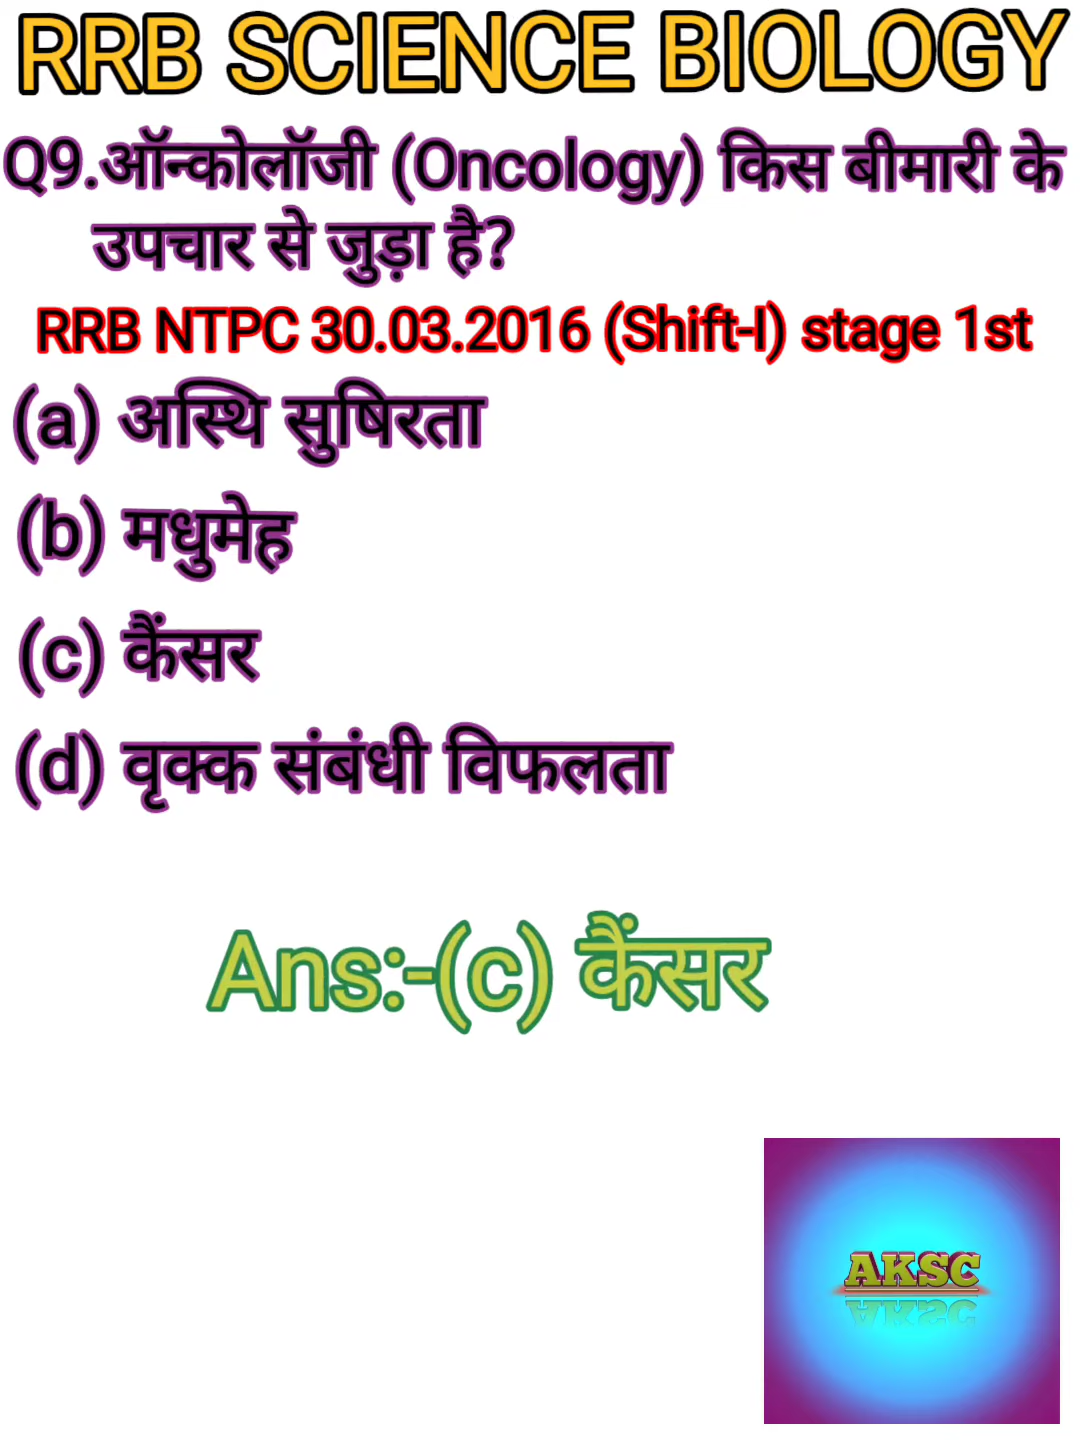 RRB SCIENCE BIOLOGY
Q9.ऑन्कोलॉजी (Oncology) किस बीमारी के
उपचार से जुड़ा है?
RRB NTPC 30.03.2016 (Shift-I) stage 1st
(a) अस्थि सुषिरता
(b) मधुमेह
(c) कैंसर
(d) वृक्क संबंधी विफलता
Ans:-(c) कैंसर
AKSC